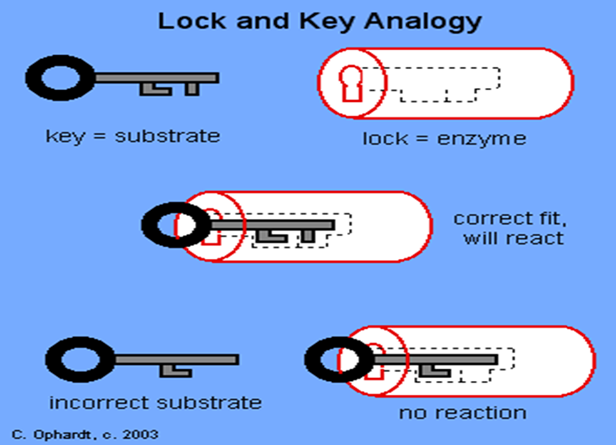 Lock and Key Analogy
key = substrate
lock = enzyme
correct fit,
will react
incorrect substrate
no reaction
C. Ophardt, c. 2003